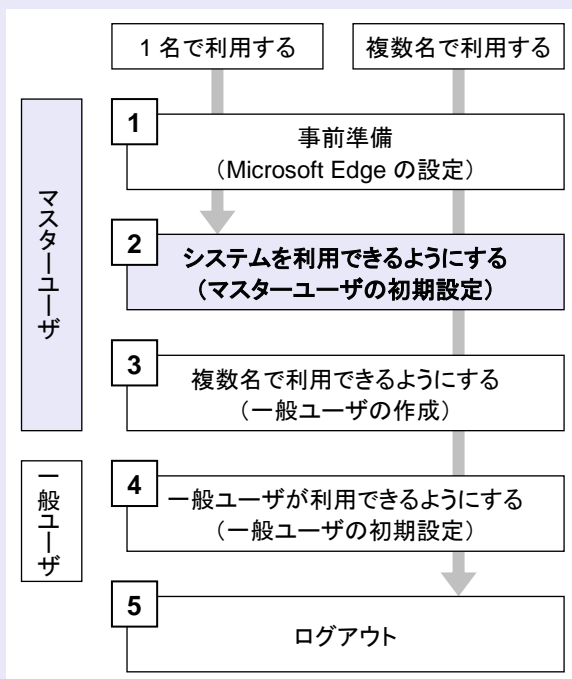 1 名で利用する
複数名で利用する
マスターユーザ
1
事前準備
（Microsoft Edge の設定）
2
システムを利用できるようにする
（マスターユーザの初期設定）
3
複数名で利用できるようにする
（一般ユーザの作成）
一般ユーザ
4
一般ユーザが利用できるようにする
（一般ユーザの初期設定）
5
ログアウト